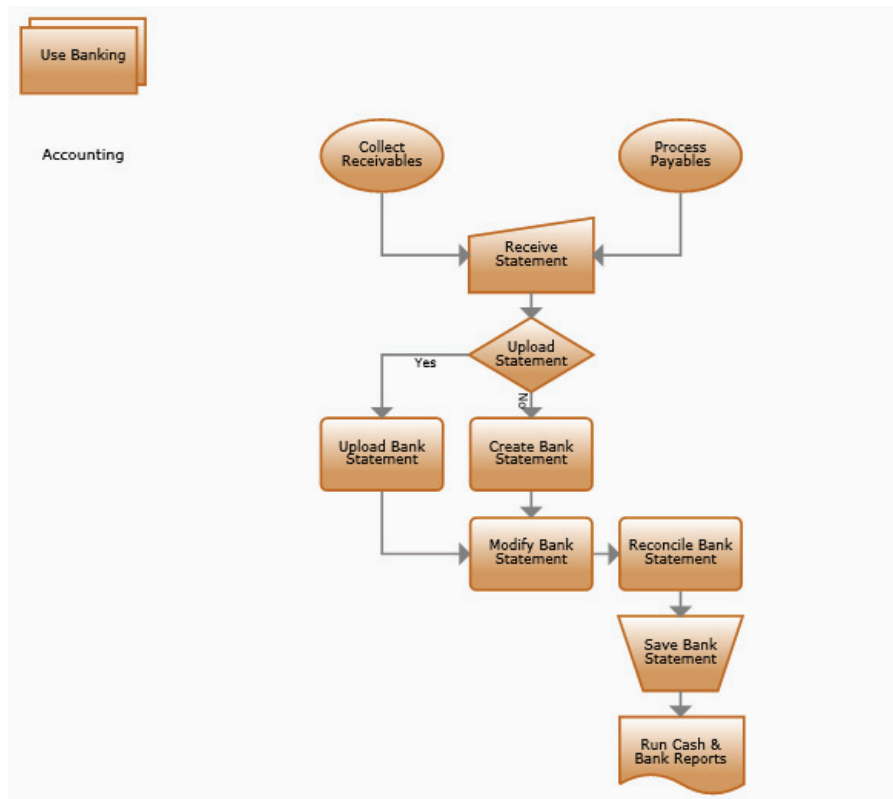 Use Banking
Accounting
Collect
Receivables
Process
Payables
Receive
Statement
Upload
Statement
Yes
No
Upload Bank
Statement
Create Bank
Statement
Modify Bank
Statement
Reconcile Bank
Statement
Save Bank
Statement
Run Cash &
Bank Reports